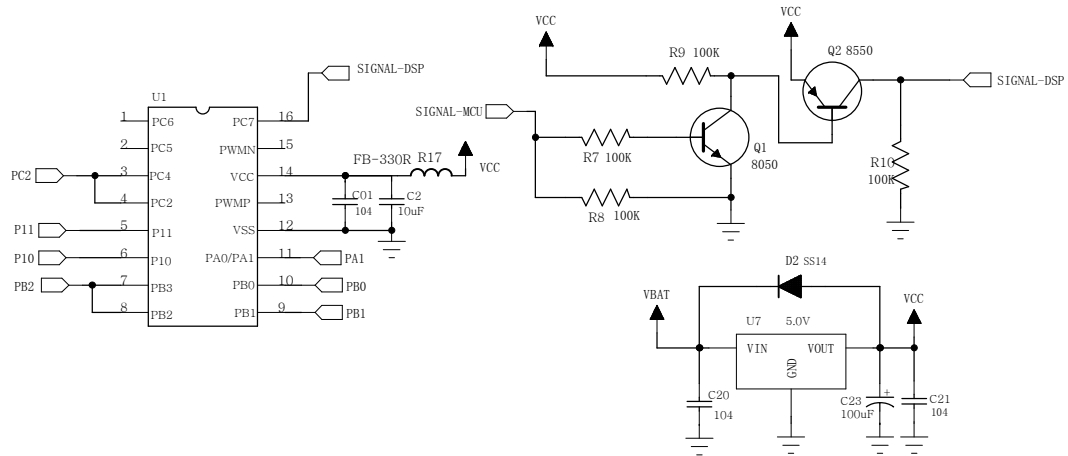 VCC
VCC
R9 100K
Q2 8550
SIGNAL-DSP
SIGNAL-DSP
U1
SIGNAL-MCU
1 PC6
PC7 16
2 PC5
PWMN 15
Q1
8050
R7 100K
FB-330R R17
VCC
PC2
3 PC4
VCC 14
R10
100K
C01
104
C2
10uF
4 PC2
PWMP 13
R8 100K
P11
5 P11
VSS 12
P10
6 P10
PA0/PA1 11
PA1
PB2
7 PB3
PB0 10
PB0
8 PB2
PB1 9
PB1
D2 SS14
VBAT
VCC
U7 5.0V
VIN
VOUT
GND
C20
104
C23
100uF
+
C21
104